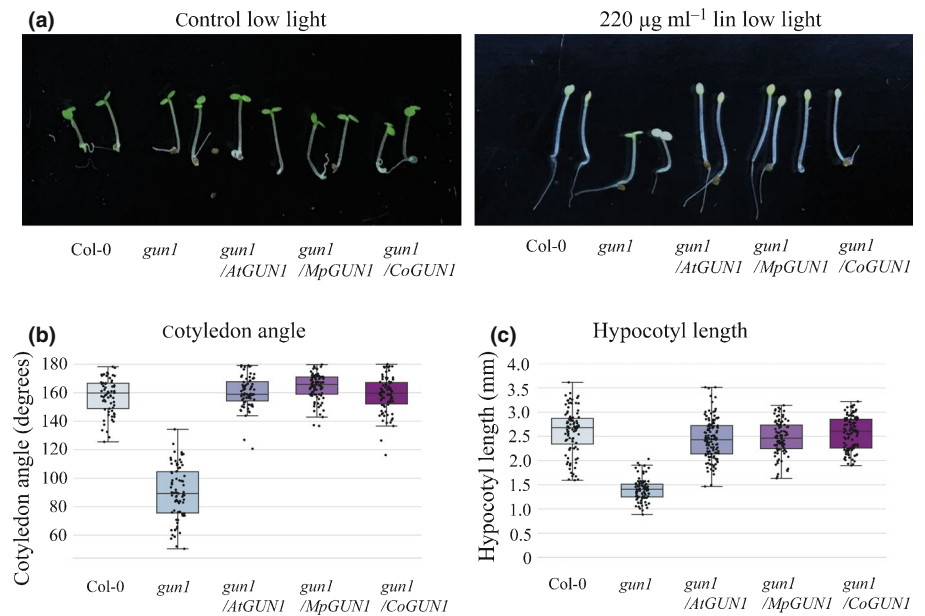 (a) Control low light 220 µg ml⁻¹ lin low light
Col-0 gun1 gun1 gun1 gun1 Col-0 gun1 gun1 gun1 gun1
/AtGUN1 /MpGUN1 /CoGUN1 /AtGUN1 /MpGUN1 /CoGUN1
(b) Cotyledon angle
Cotyledon angle (degrees)
180
160
140
120
100
80
60
Col-0 gun1 gun1 gun1 gun1
/AtGUN1 /MpGUN1 /CoGUN1
(c) Hypocotyl length
Hypocotyl length (mm)
4.0
3.5
3.0
2.5
2.0
1.5
1.0
0.5
0
Col-0 gun1 gun1 gun1 gun1
/AtGUN1 /MpGUN1 /CoGUN1